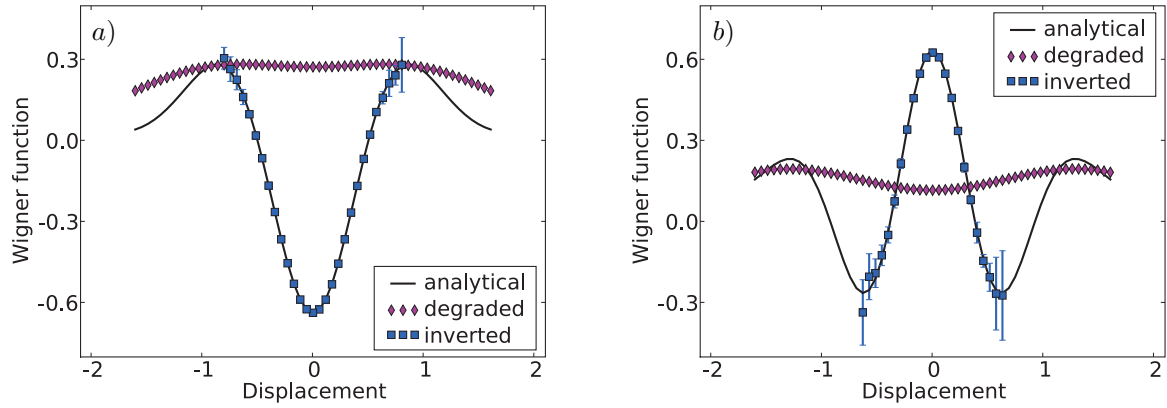 a)
Wigner function
0.3
0.0
-0.3
-0.6
analytical
degraded
inverted
-2
-1
0
1
2
Displacement
b)
Wigner function
0.6
0.3
0.0
-0.3
analytical
degraded
inverted
-2
-1
0
1
2
Displacement